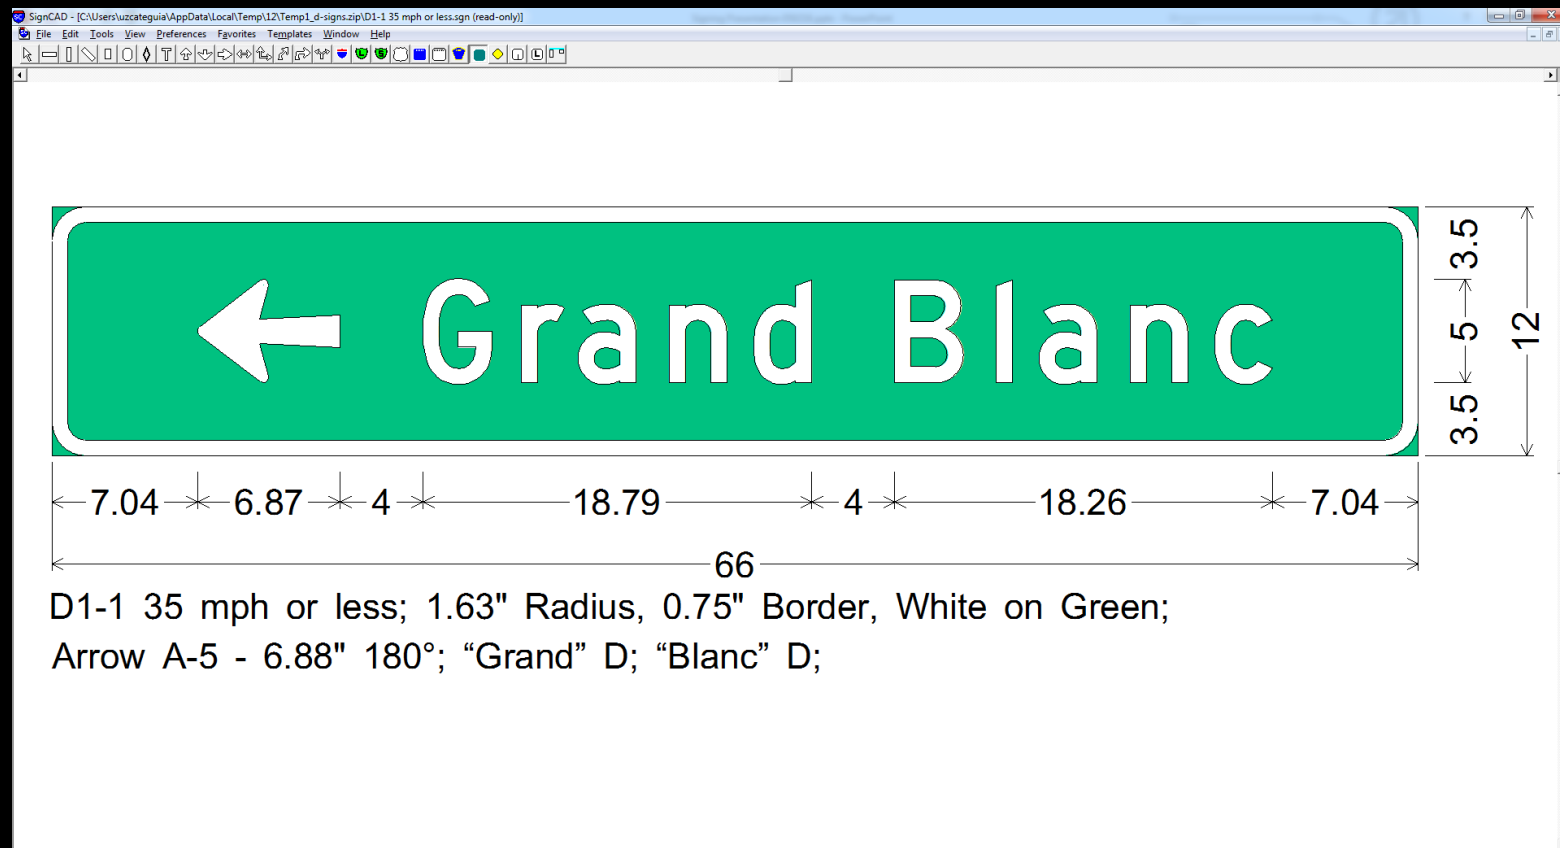 SignCAD - [C:\Users\uzcateguia\AppData\Local\Temp\12\Temp1_d-signs.zip\D1-1 35 mph or less.sgn (read-only)]
File Edit Tools View Preferences Favorites Templates Window Help
Grand Blanc
3.5
5
3.5
12
7.04 6.87 4 18.79 4 18.26 7.04
66
D1-1 35 mph or less; 1.63" Radius, 0.75" Border, White on Green;
Arrow A-5 - 6.88" 180°; “Grand” D; “Blanc” D;